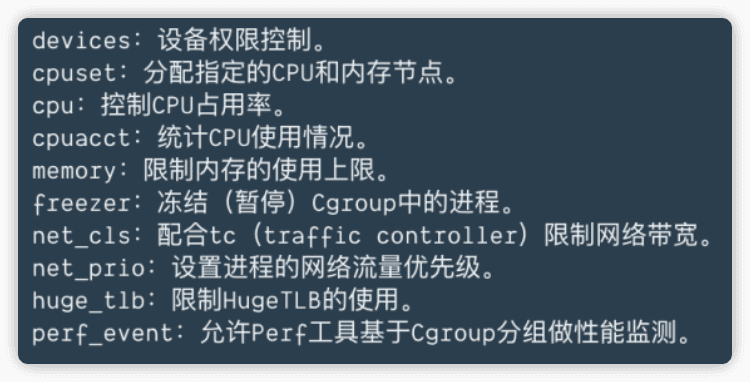 devices：设备权限控制。
cpuset：分配指定的CPU和内存节点。
cpu：控制CPU占用率。
cpuacct：统计CPU使用情况。
memory：限制内存的使用上限。
freezer：冻结（暂停）Cgroup中的进程。
net_cls：配合tc（traffic controller）限制网络带宽。
net_prio：设置进程的网络流量优先级。
huge_tlb：限制HugeTLB的使用。
perf_event：允许Perf工具基于Cgroup分组做性能监测。